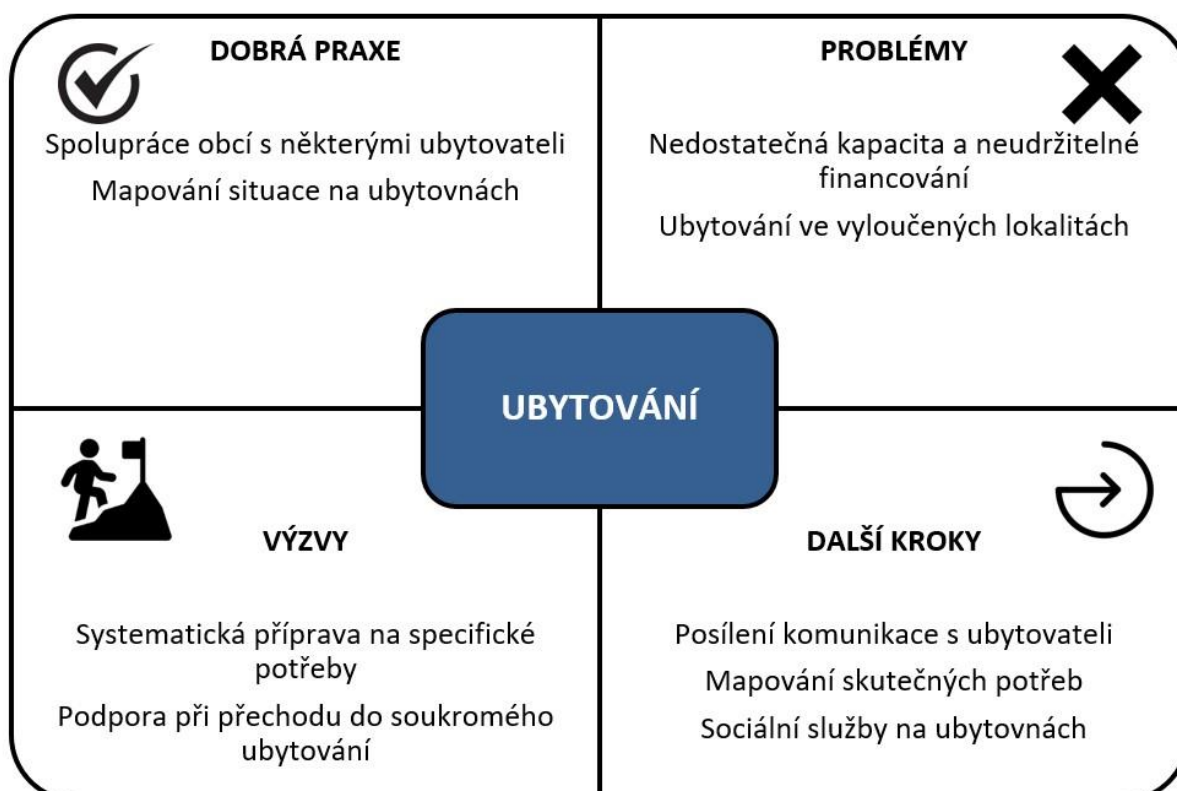 DOBRÁ PRAXE
Spolupráce obcí s některými ubytovateli
Mapování situace na ubytovnách
PROBLÉMY
Nedostatečná kapacita a neudržitelné
financování
Ubytování ve vyloučených lokalitách
UBYTOVÁNÍ
VÝZVY
Systematická příprava na specifické
potřeby
Podpora při přechodu do soukromého
ubytování
DALŠÍ KROKY
Posílení komunikace s ubytovateli
Mapování skutečných potřeb
Sociální služby na ubytovnách